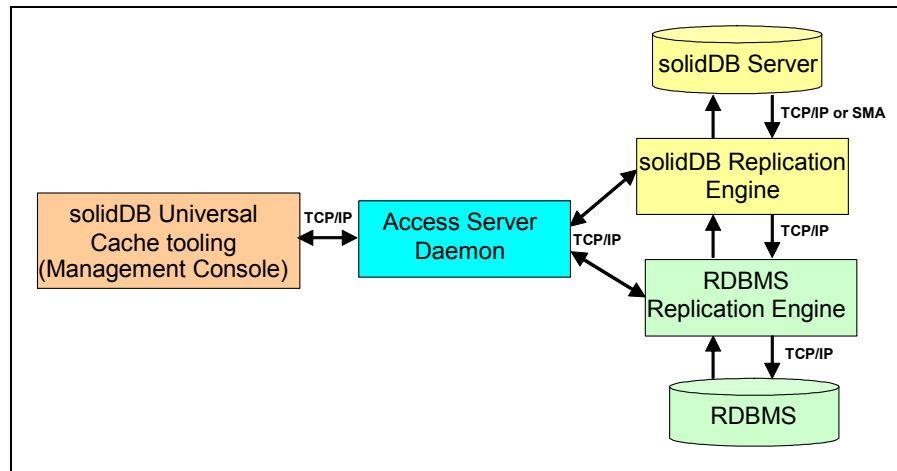 solidDB Server
TCP/IP or SMA
solidDB Replication
Engine
solidDB Universal
Cache tooling
(Management Console)
TCP/IP
Access Server
Daemon
TCP/IP
TCP/IP
RDBMS
Replication Engine
TCP/IP
RDBMS